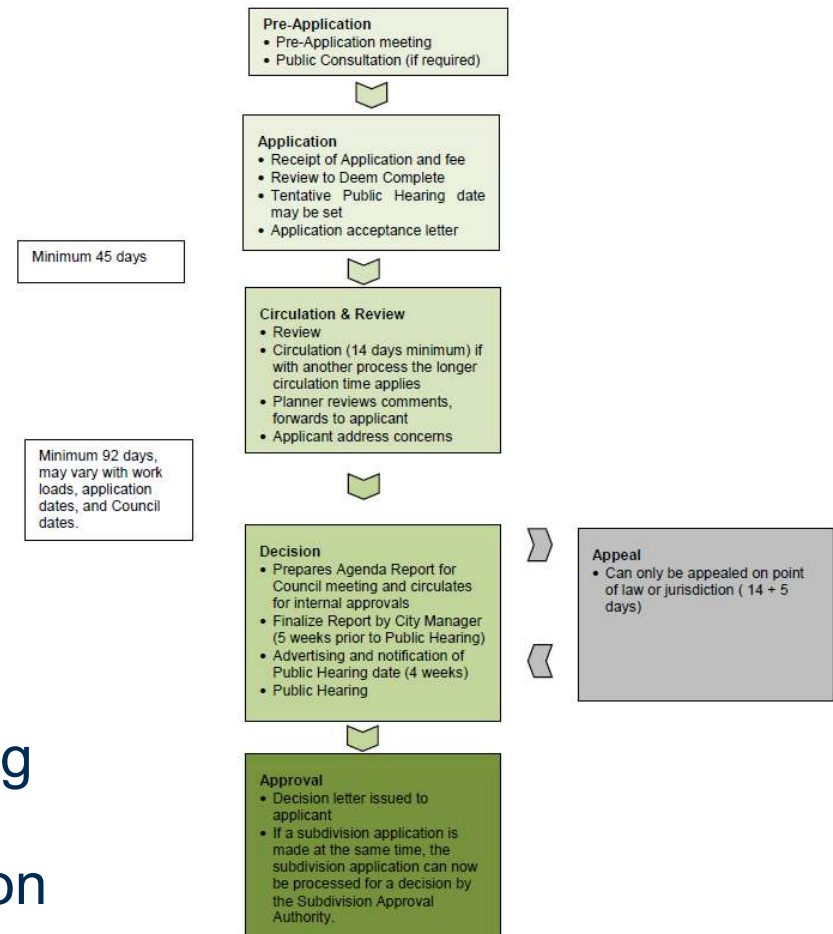 Pre-Application
• Pre-Application meeting
• Public Consultation (if required)
Application
• Receipt of Application and fee
• Review to Deem Complete
• Tentative Public Hearing date
may be set
• Application acceptance letter
Minimum 45 days
Circulation & Review
• Review
• Circulation (14 days minimum) if
with another process the longer
circulation time applies
• Planner reviews comments,
forwards to applicant
• Applicant address concerns
Minimum 92 days,
may vary with work
loads, application
dates, and Council
dates.
Decision
• Prepares Agenda Report for
Council meeting and circulates
for internal approvals
• Finalize Report by City Manager
(5 weeks prior to Public Hearing)
• Advertising and notification of
Public Hearing date (4 weeks)
• Public Hearing
Appeal
• Can only be appealed on point
of law or jurisdiction ( 14 + 5
days)
Approval
• Decision letter issued to
applicant
• If a subdivision application is
made at the same time, the
subdivision application can now
be processed for a decision by
the Subdivision Approval
Authority.
g
on